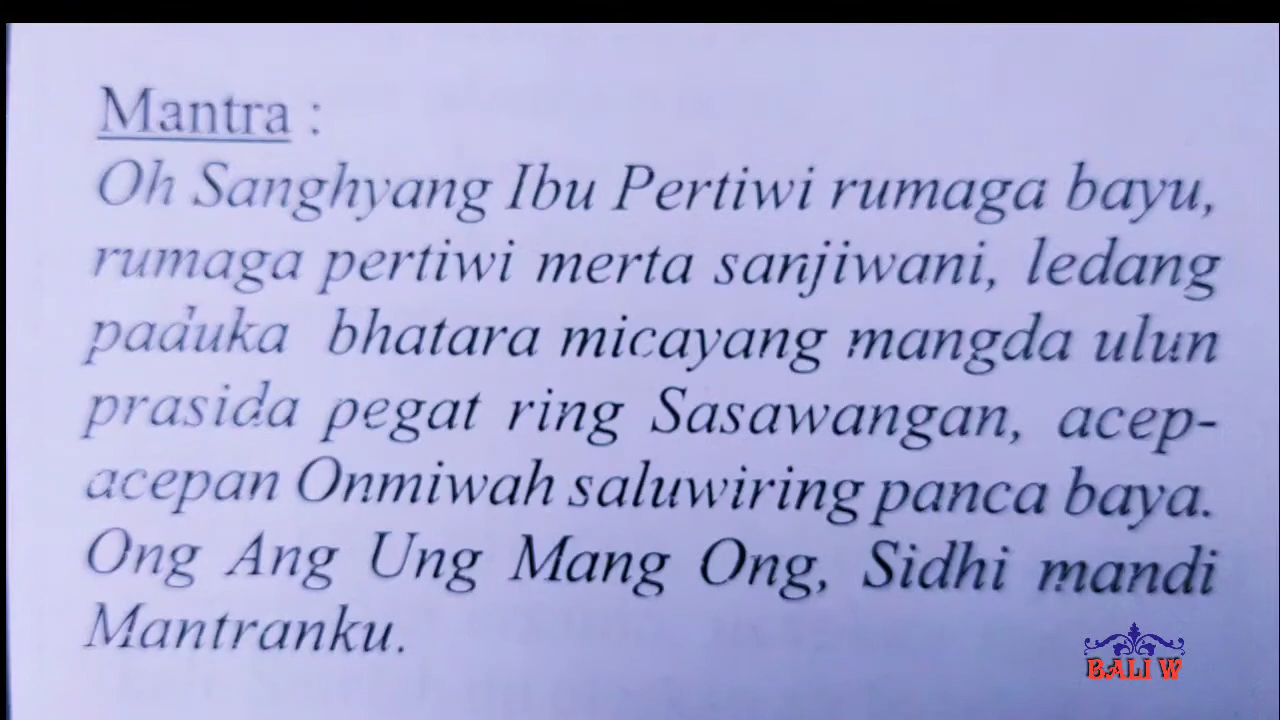 Mantra :
Oh Sanghyang Ibu Pertiwi rumaga bayu,
rumaga pertiwi merta sanjiwani, ledang
paduka bhatara micayang mangda ulun
prasida pegat ring Sasawangan, acep-
acepan Onmiwah saluwiring panca baya.
Ong Ang Ung Mang Ong, Sidhi mandi
Mantranku.
BALI W